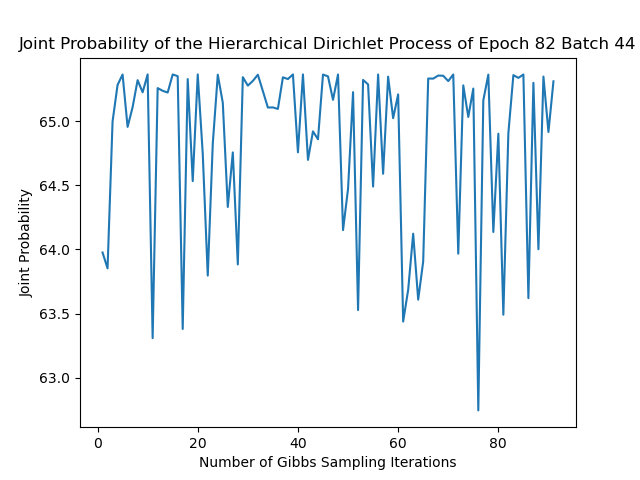 Joint Probability of the Hierarchical Dirichlet Process of Epoch 82 Batch 44
Joint Probability
65.0
64.5
64.0
63.5
63.0
0 20 40 60 80
Number of Gibbs Sampling Iterations